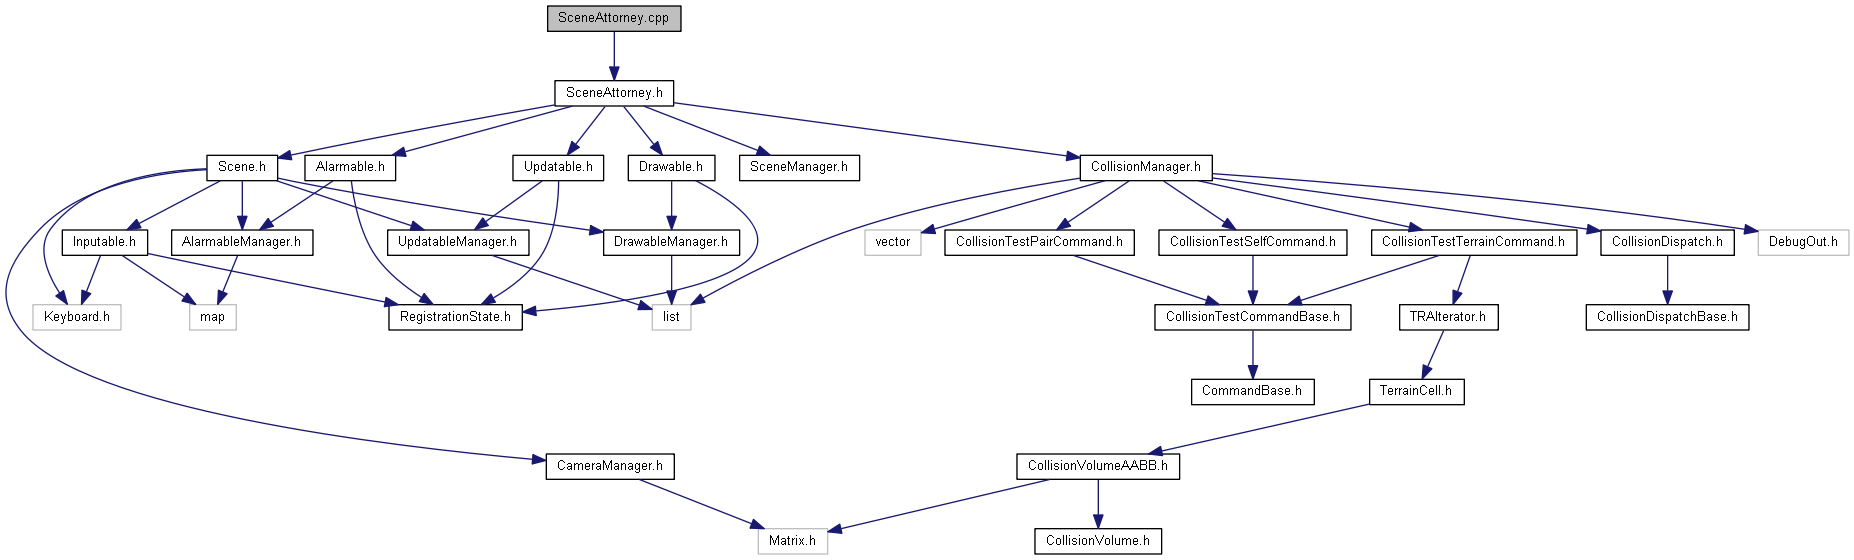 SceneAttorney.cpp
SceneAttorney.h
Scene.h
Alarmable.h
Updatable.h
Drawable.h
SceneManager.h
CollisionManager.h
Inputable.h
AlarmableManager.h
UpdatableManager.h
DrawableManager.h
vector
CollisionTestPairCommand.h
CollisionTestSelfCommand.h
CollisionTestTerrainCommand.h
CollisionDispatch.h
DebugOut.h
Keyboard.h
map
RegistrationState.h
list
CollisionTestCommandBase.h
TRAIterator.h
CollisionDispatchBase.h
CommandBase.h
TerrainCell.h
CameraManager.h
CollisionVolumeAABB.h
Matrix.h
CollisionVolume.h